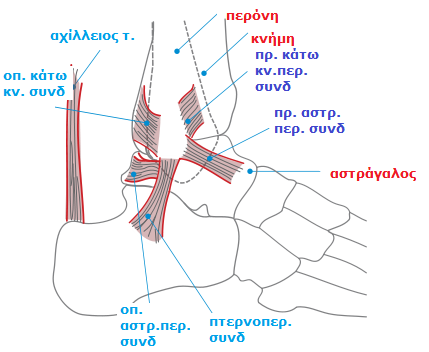 περόνη
αχίλλειος τ.
κνήμη
πρ. κάτω
κν.περ.
συνδ
οπ. κάτω
κν. συνδ
πρ. αστρ.
περ. συνδ
αστράγαλος
οπ.
αστρ.περ.
συνδ
πτερνοπερ.
συνδ